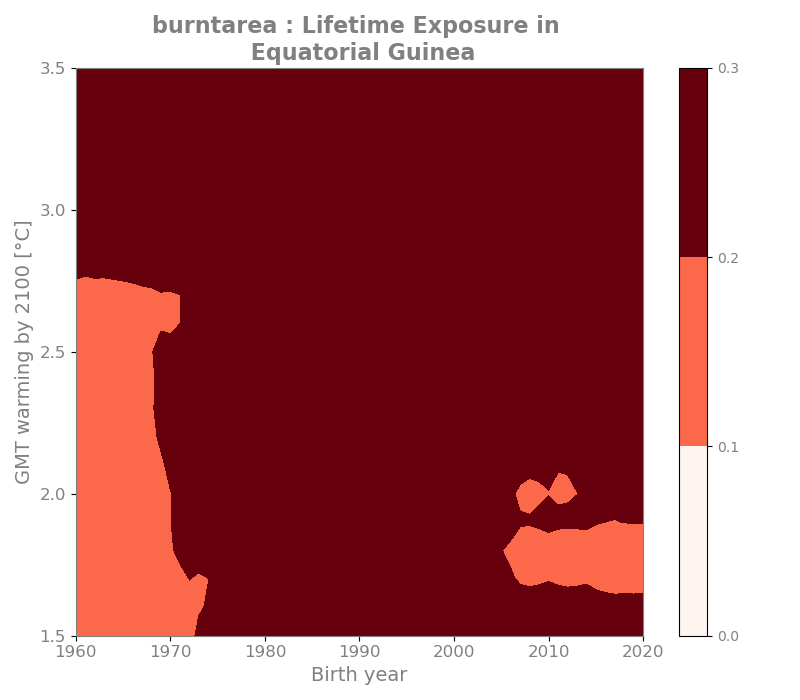 burntarea : Lifetime Exposure in
Equatorial Guinea
GMT warming by 2100 [°C]
3.5
3.0
2.5
2.0
1.5
1960 1970 1980 1990 2000 2010 2020
Birth year
0.3
0.2
0.1
0.0